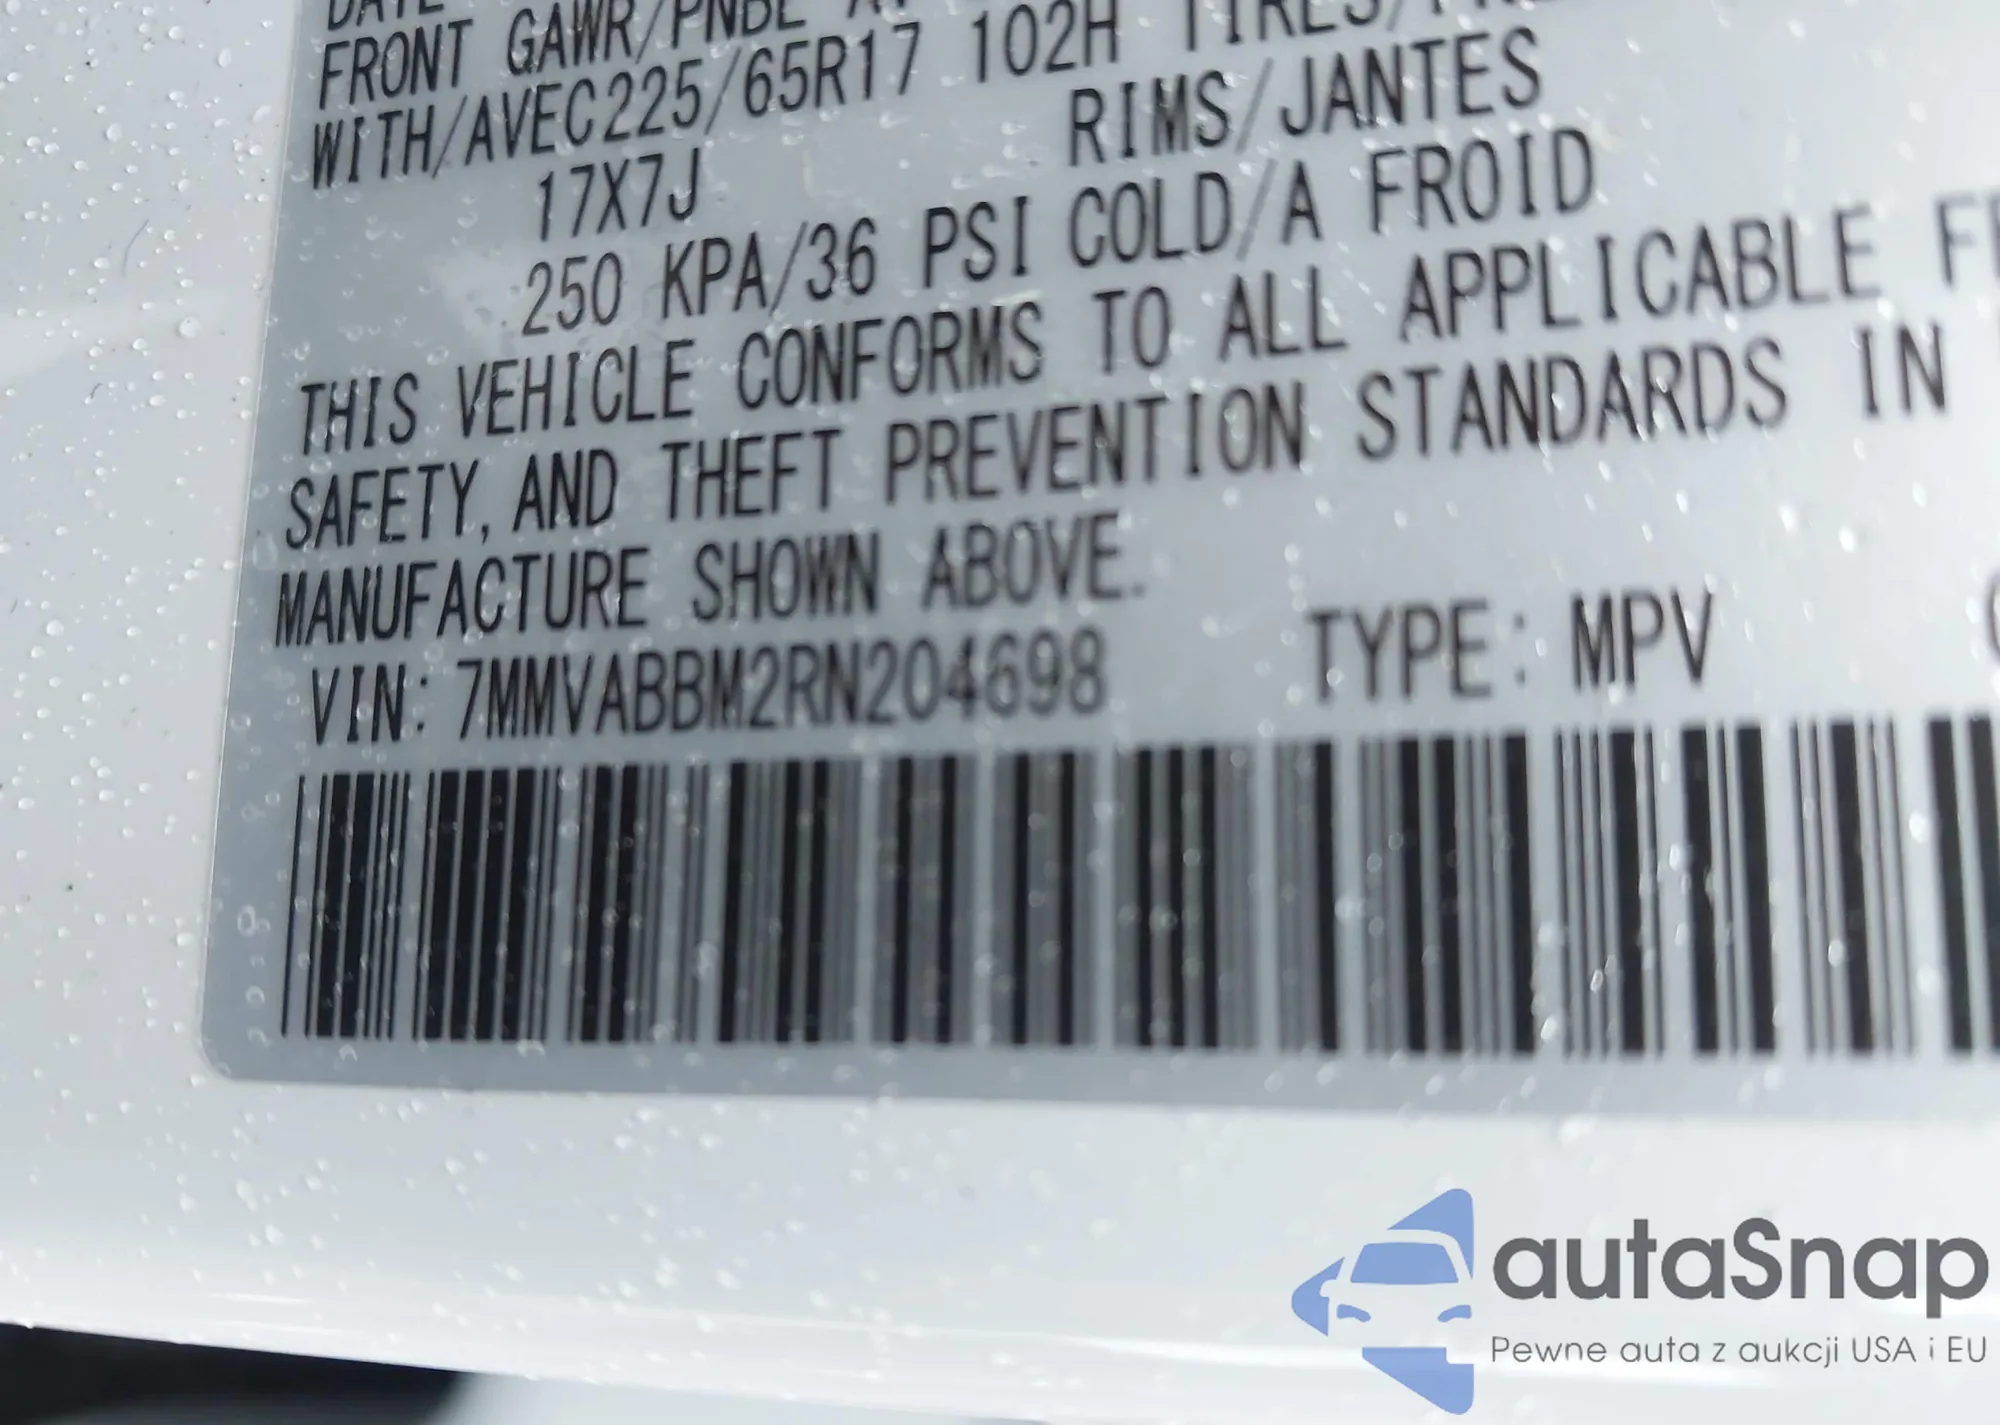 DATE
FRONT GAWR/PNBE
WITH/AVEC225/65R17 102H TIRES/
17X7J RIMS/JANTES
250 KPA/36 PSI COLD/A FROID
THIS VEHICLE CONFORMS TO ALL APPLICABLE
SAFETY, AND THEFT PREVENTION STANDARDS IN
MANUFACTURE SHOWN ABOVE.
VIN: 7MMVABBM2RN204698 TYPE: MPV
autaSnap
Pewne auta z aukcji USA i EU